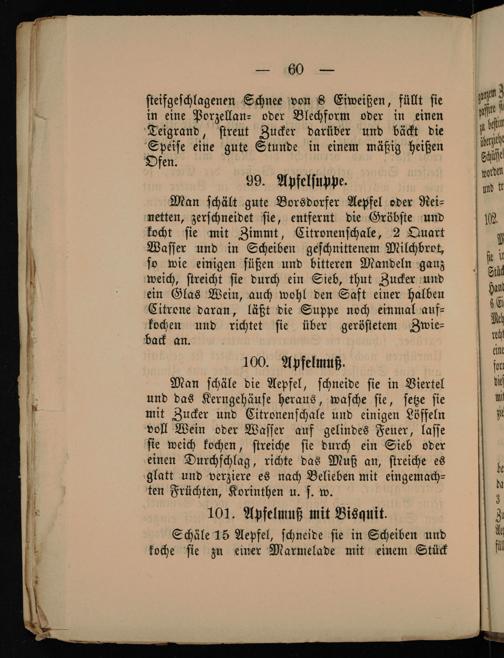 — 60 —
steifgeschlagenen Schnee von 8 Eiweißen, füllt sie
in eine Porzellan- oder Blechform oder in einen
Teigrand, streut Zucker darüber und bäckt die
Speise eine gute Stunde in einem mäßig heißen
Ofen.
99. Apfelsuppe.
Man schält gute Borsdorfer Aepfel oder Rei-
netten, zerschneidet sie, entfernt die Gröbste und
kocht sie mit Zimmt, Citronenschale, 2 Quart
Wasser und in Scheiben geschnittenem Milchbrot,
so wie einigen süßen und bitteren Mandeln ganz
weich, streicht sie durch ein Sieb, thut Zucker und
ein Glas Wein, auch wohl den Saft einer halben
Citrone daran, läßt die Suppe noch einmal auf-
kochen und richtet sie über geröstetem Zwie-
back an.
100. Apfelmuß.
Man schäle die Aepfel, schneide sie in Viertel
und das Kerngehäuse heraus, wasche sie, setze sie
mit Zucker und Citronenschale und einigen Löffeln
voll Wein oder Wasser auf gelindes Feuer, lasse
sie weich kochen, streiche sie durch ein Sieb oder
einen Durchschlag, richte das Muß an, streiche es
glatt und verziere es nach Belieben mit eingemach-
ten Früchten, Korinthen u. s. w.
101. Apfelmuß mit Bisquit.
Schäle 15 Aepfel, schneide sie in Scheiben und
koche sie zu einer Marmelade mit einem Stück
102.